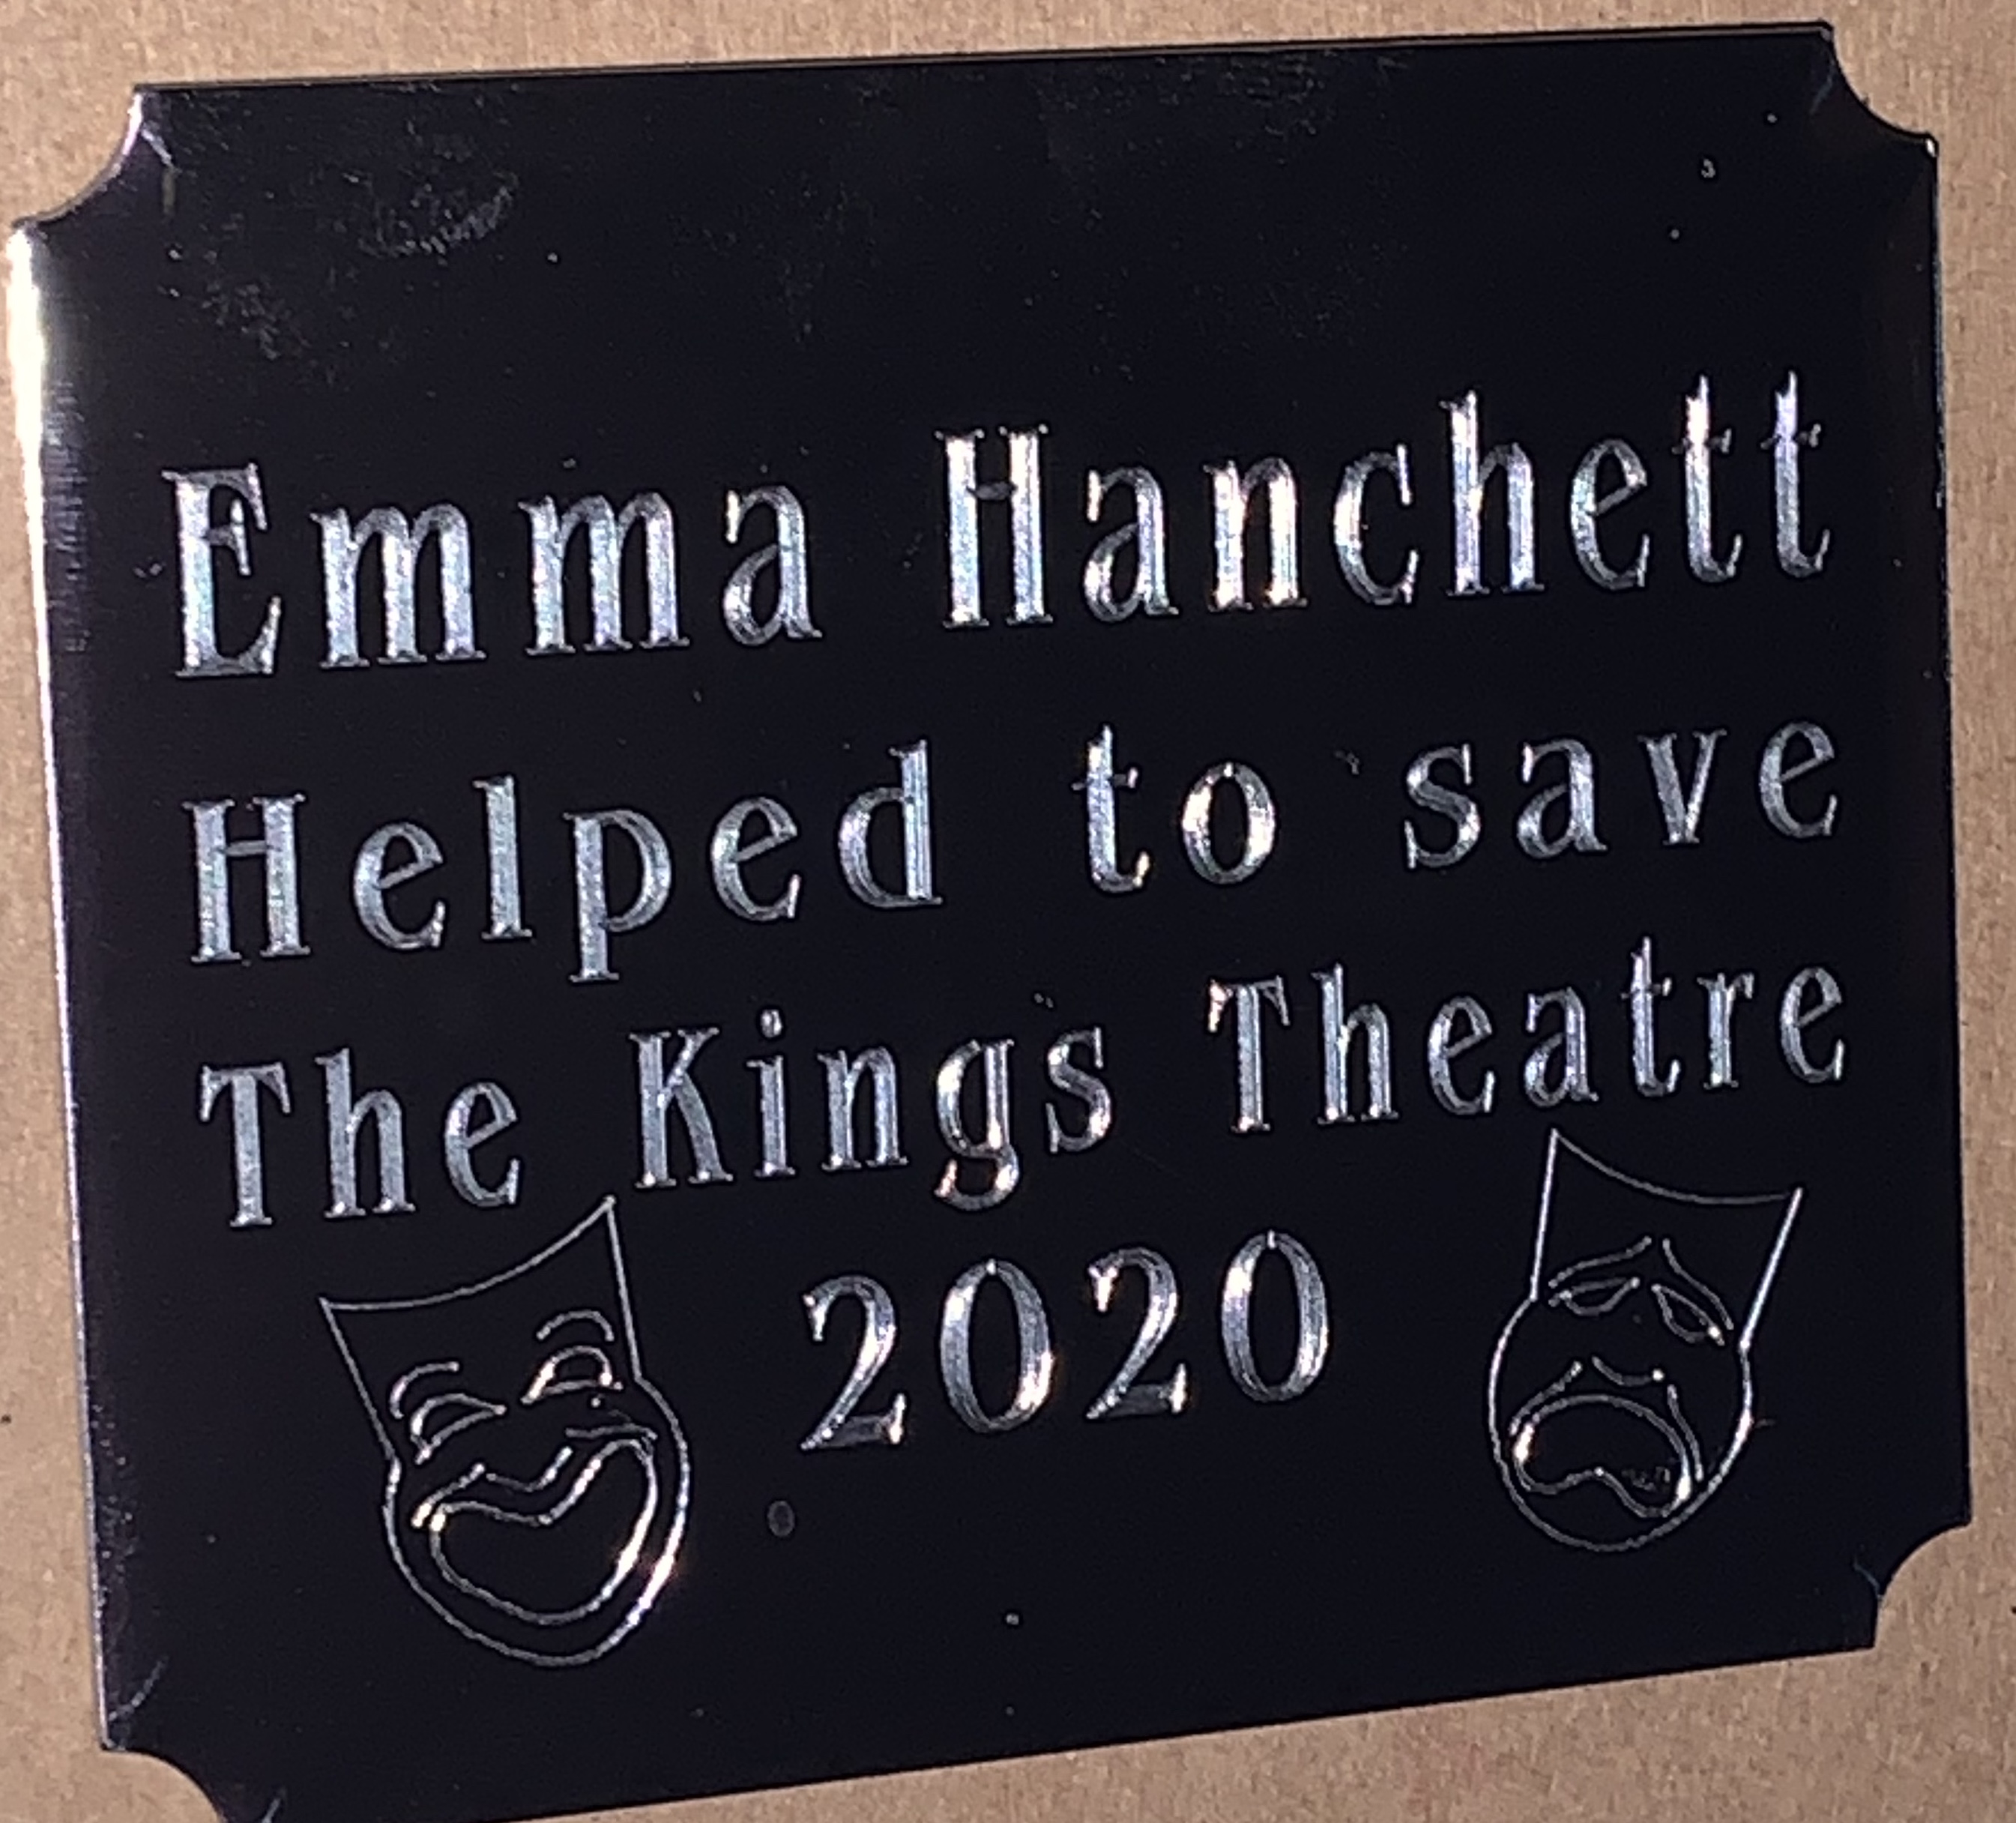 Emma Hanchett
Helped to save
The Kings Theatre
2020